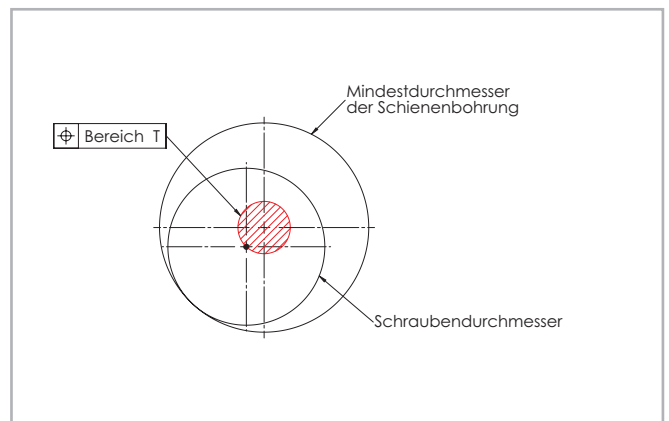 Mindestdurchmesser
der Schienenbohrung
⌖ Bereich T
Schraubendurchmesser